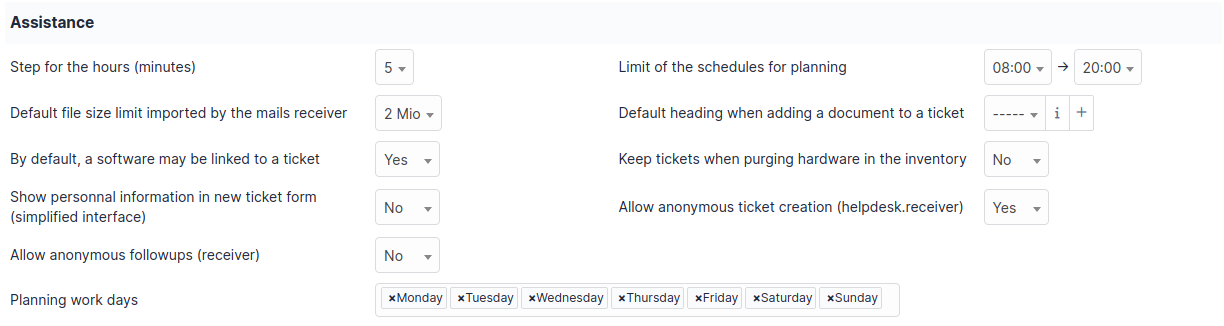 Assistance
Step for the hours (minutes) 5 Limit of the schedules for planning 08:00 → 20:00
Default file size limit imported by the mails receiver 2 Mio Default heading when adding a document to a ticket ----- i +
By default, a software may be linked to a ticket Yes Keep tickets when purging hardware in the inventory No
Show personnal information in new ticket form
(simplified interface) No Allow anonymous ticket creation (helpdesk.receiver) Yes
Allow anonymous followups (receiver) No
Planning work days ×Monday ×Tuesday ×Wednesday ×Thursday ×Friday ×Saturday ×Sunday